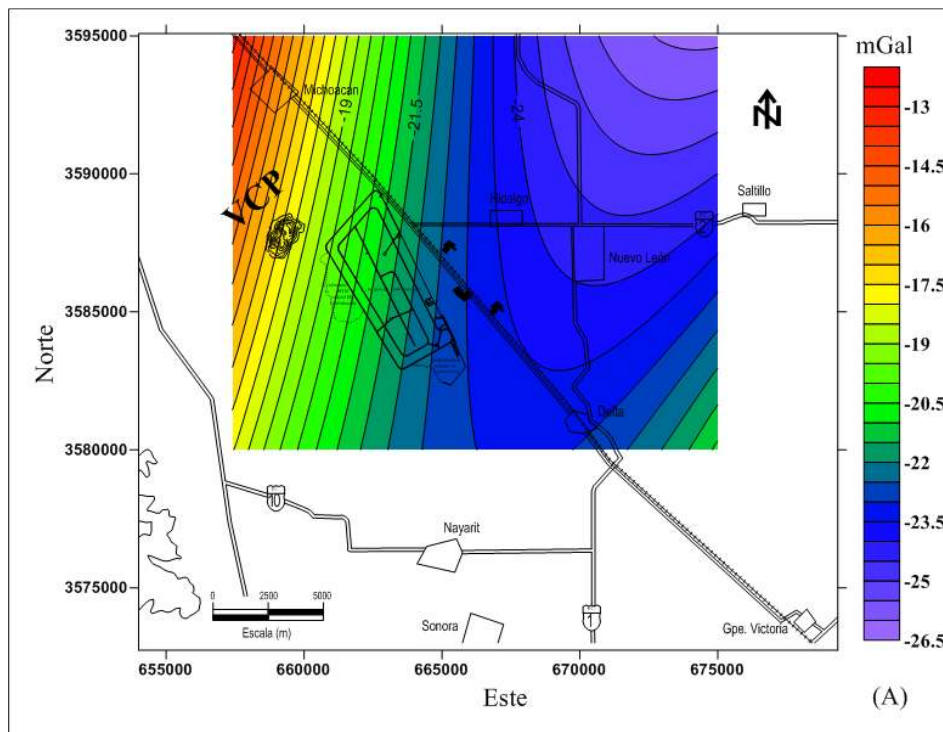 3595000
3590000
3585000
3580000
3575000
Norte
655000
660000
665000
670000
675000
Este
mGal
-13
-14.5
-16
-17.5
-19
-20.5
-22
-23.5
-25
-26.5
(A)
N
Michoacan
-19
-21.5
-24
VCP
Hidalgo
Saltillo
2
Nuevo León
Delta
10
Nayarit
0 2500 5000
Escala (m)
Sonora
1
Gpe. Victoria